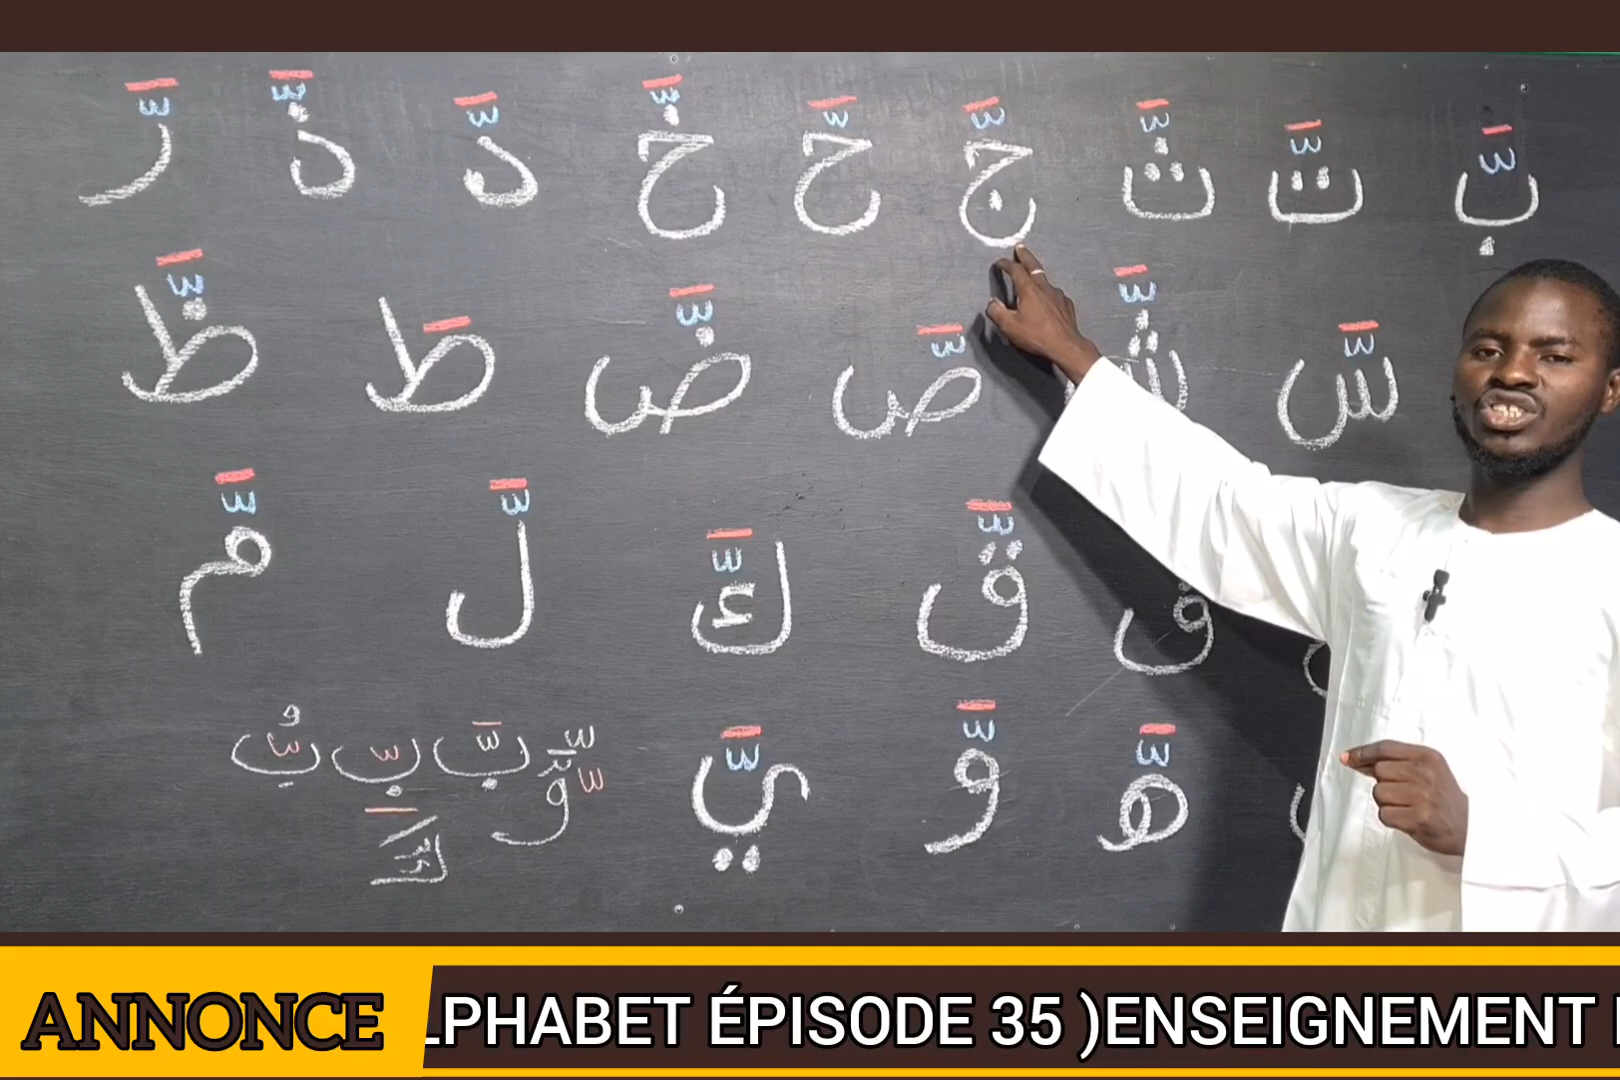 بَّ تَّ ثَّ جَّ حَّ خَّ دَّ ذَّ رَّ
سَّ شَّ صَّ ضَّ طَ ظَّ
ف قَّ كَّ لَّ مَّ
هَّ وَّ يَّ
بَّ بِّ بُّ
ANNONCE
LPHABET ÉPISODE 35 )ENSEIGNEMENT